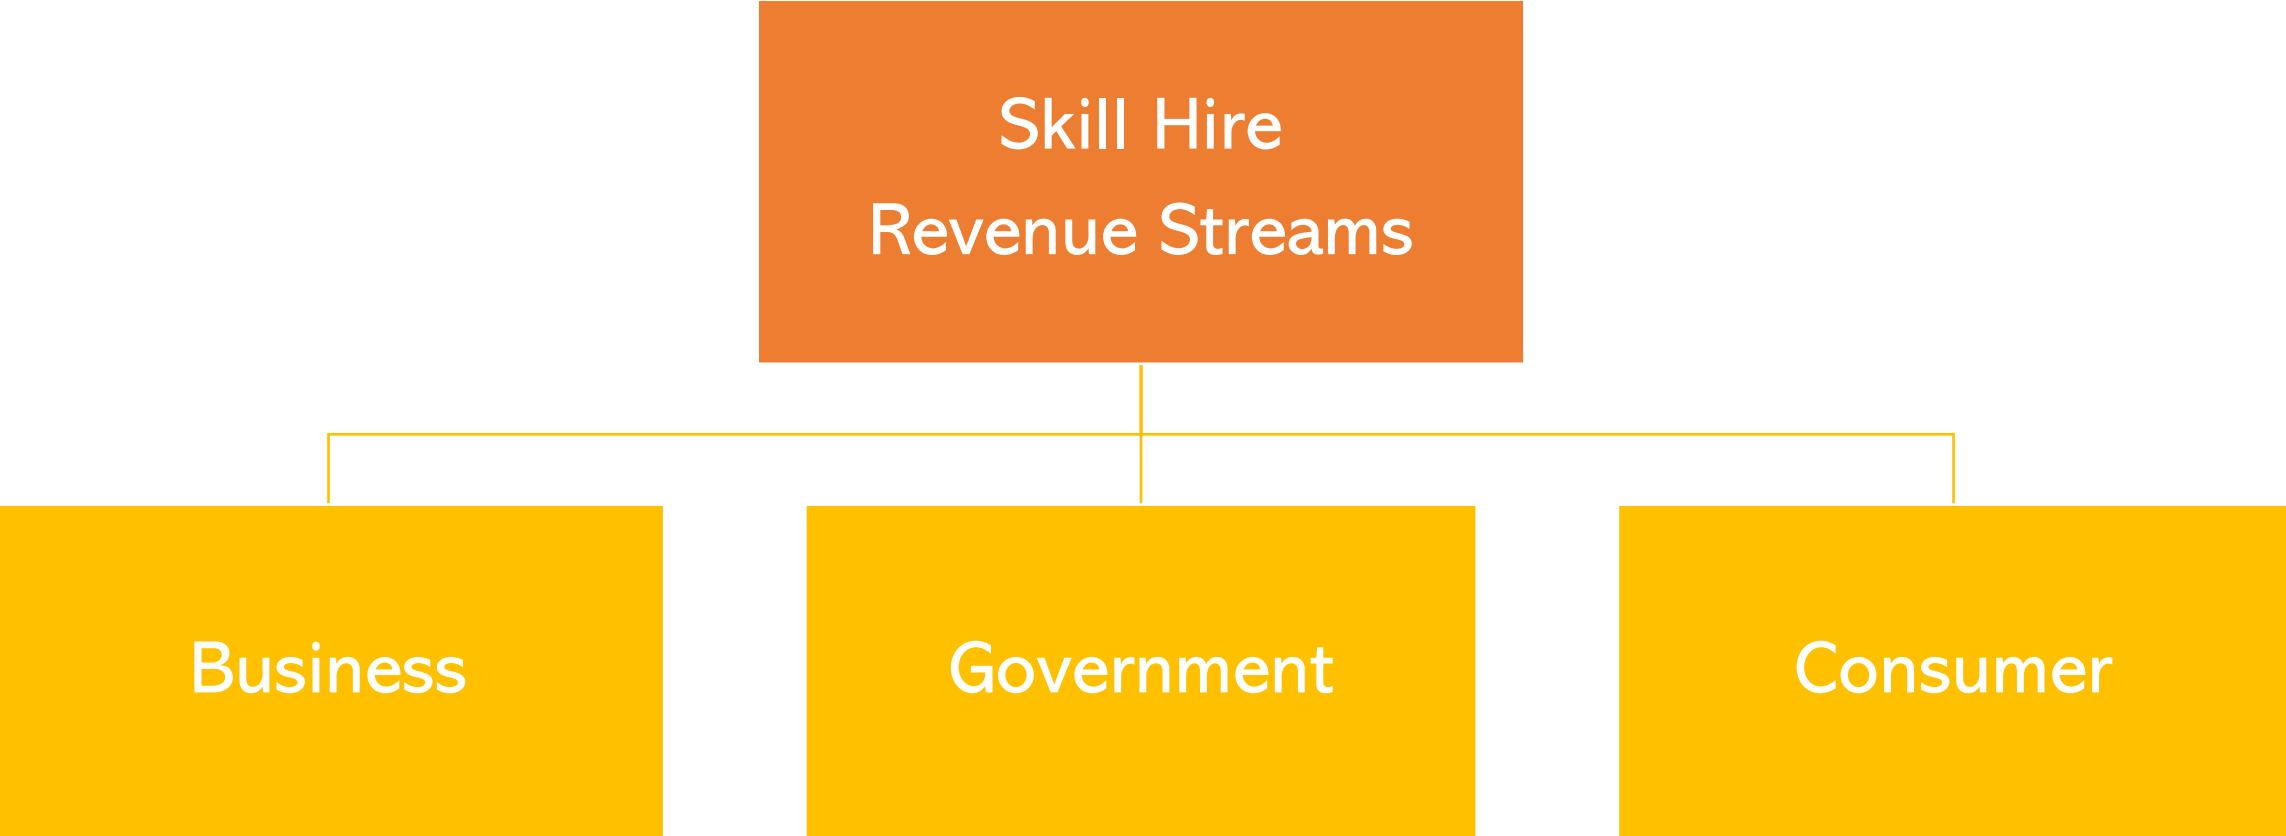 Skill Hire
Revenue Streams
Business
Government
Consumer